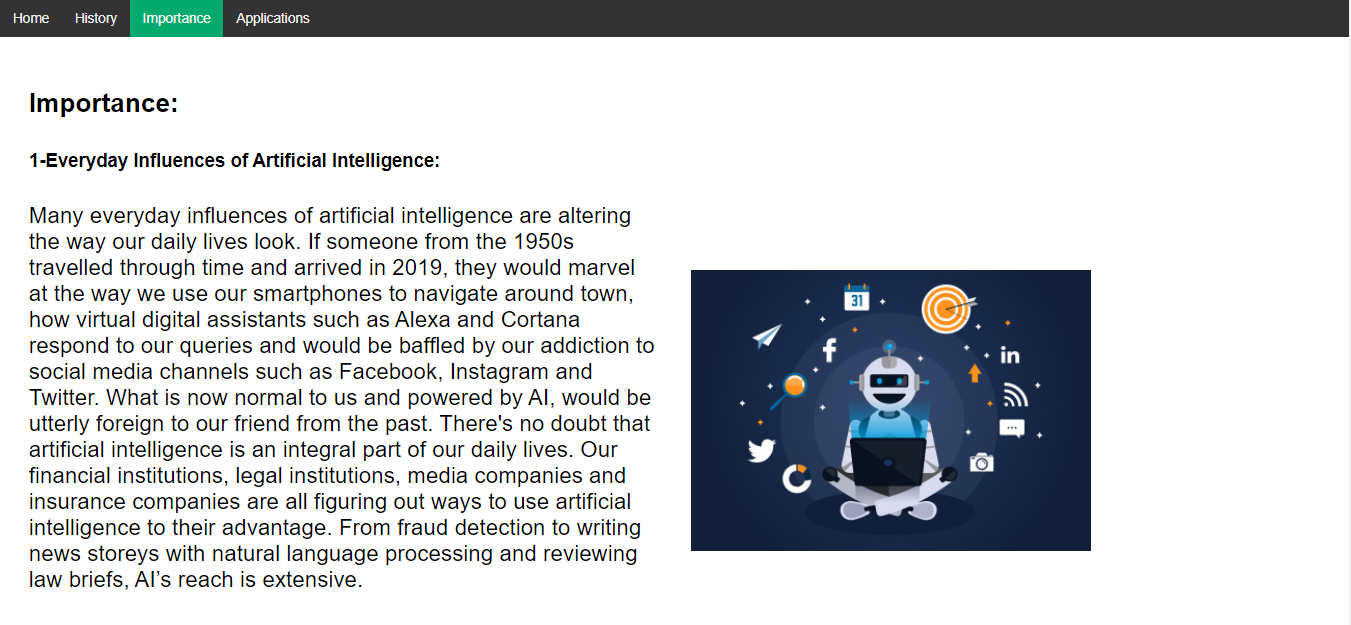 Home History Importance Applications
Importance:
1-Everyday Influences of Artificial Intelligence:
Many everyday influences of artificial intelligence are altering
the way our daily lives look. If someone from the 1950s
travelled through time and arrived in 2019, they would marvel
at the way we use our smartphones to navigate around town,
how virtual digital assistants such as Alexa and Cortana
respond to our queries and would be baffled by our addiction to
social media channels such as Facebook, Instagram and
Twitter. What is now normal to us and powered by AI, would be
utterly foreign to our friend from the past. There's no doubt that
artificial intelligence is an integral part of our daily lives. Our
financial institutions, legal institutions, media companies and
insurance companies are all figuring out ways to use artificial
intelligence to their advantage. From fraud detection to writing
news storeys with natural language processing and reviewing
law briefs, AI’s reach is extensive.
31
f
in